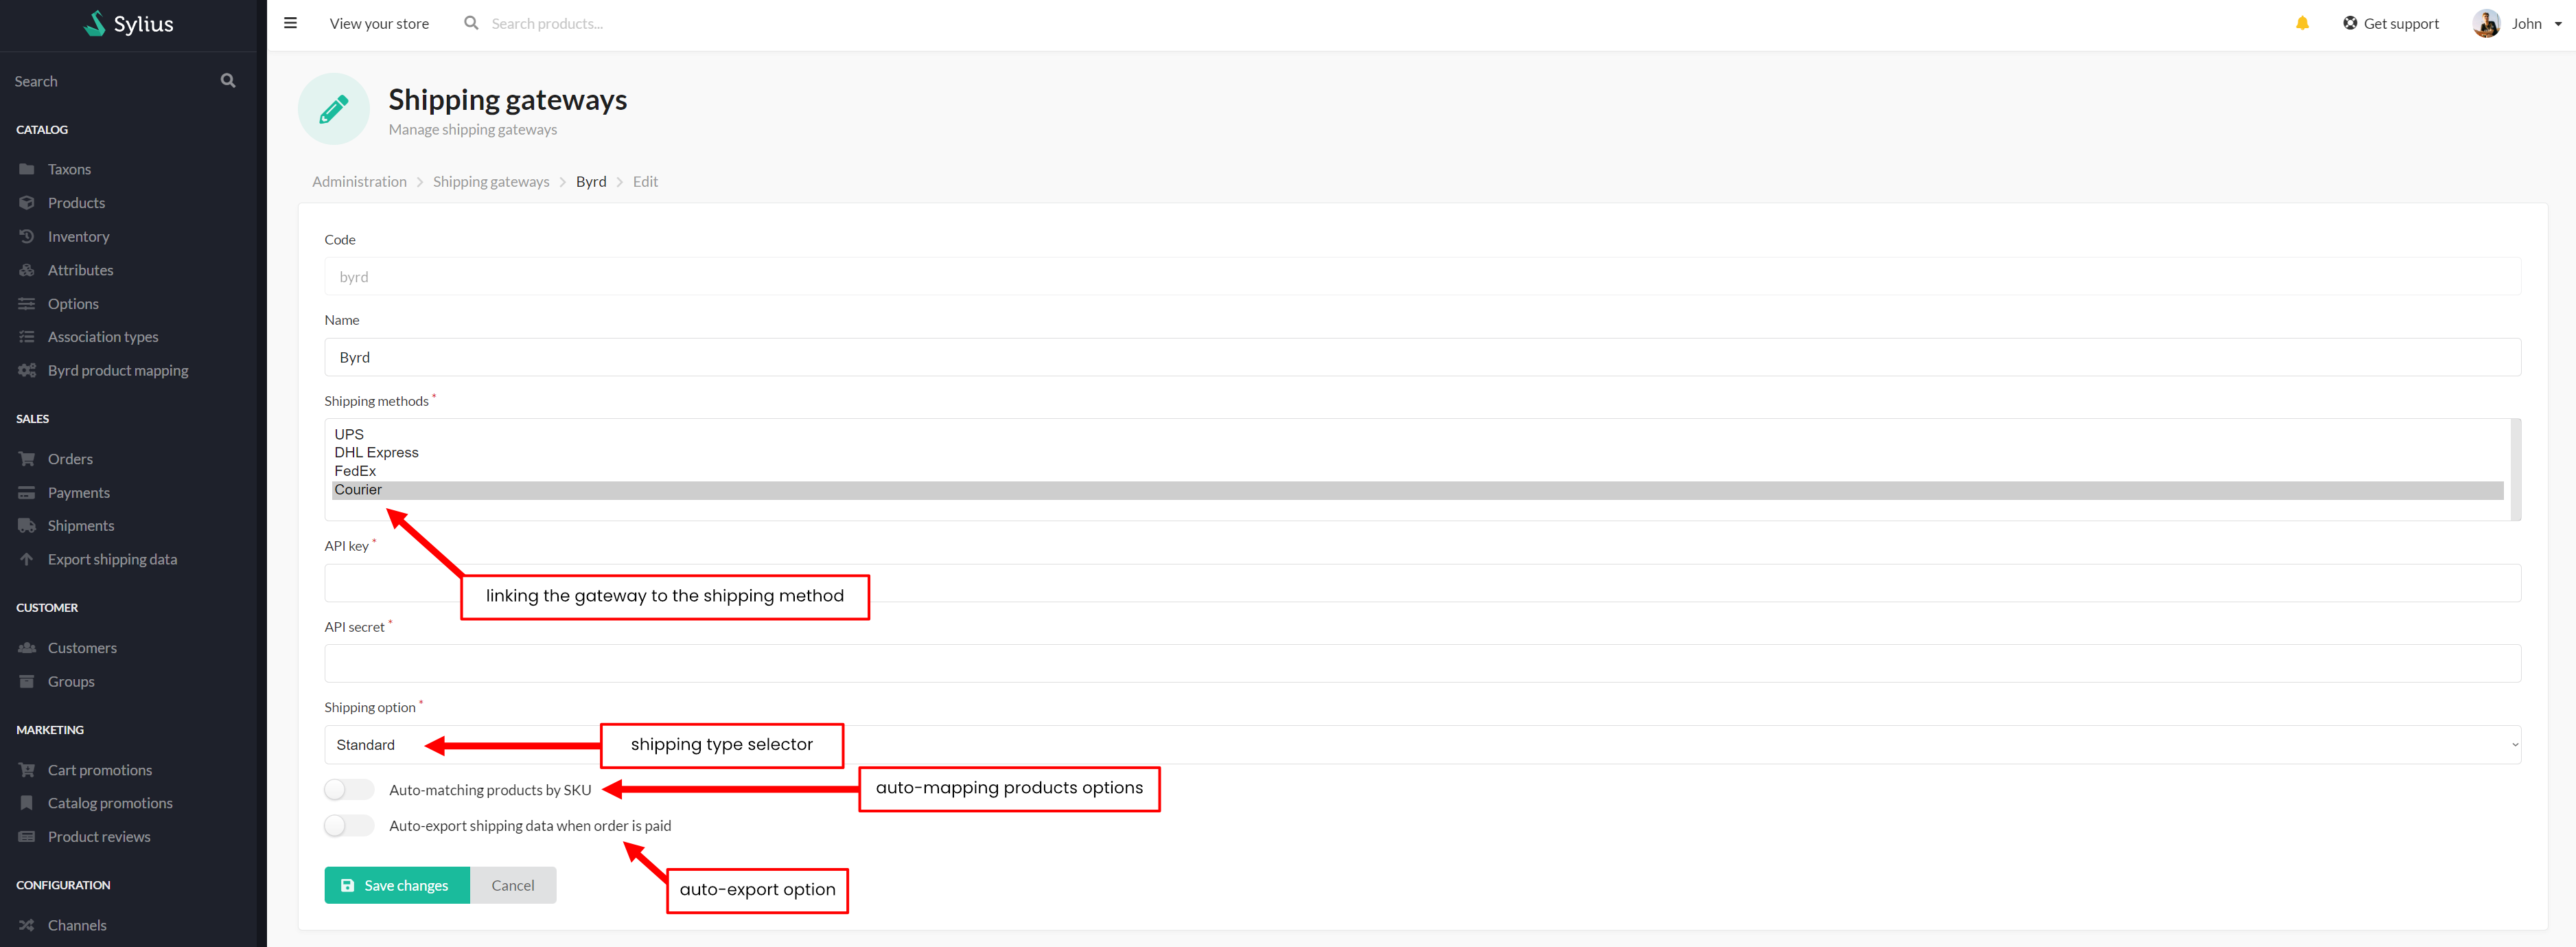 Sylius
View your store
Search products...
Get support
John
Search
CATALOG
Taxons
Products
Inventory
Attributes
Options
Association types
Byrd product mapping
SALES
Orders
Payments
Shipments
Export shipping data
CUSTOMER
Customers
Groups
MARKETING
Cart promotions
Catalog promotions
Product reviews
CONFIGURATION
Channels
Shipping gateways
Manage shipping gateways
Administration > Shipping gateways > Byrd > Edit
Code
byrd
Name
Byrd
Shipping methods *
UPS
DHL Express
FedEx
Courier
linking the gateway to the shipping method
API key *
API secret *
Shipping option *
Standard
shipping type selector
Auto-matching products by SKU
auto-mapping products options
Auto-export shipping data when order is paid
auto-export option
Save changes
Cancel